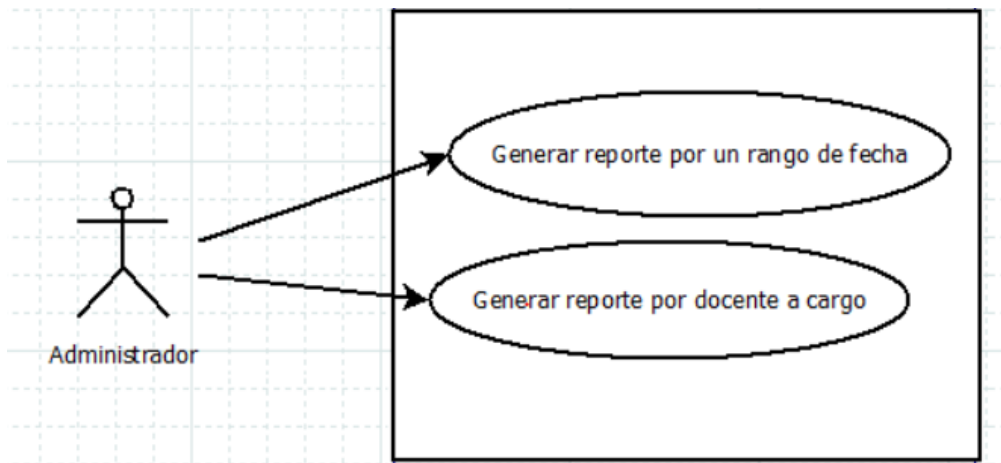 Generar reporte por un rango de fecha
Generar reporte por docente a cargo
Administrador